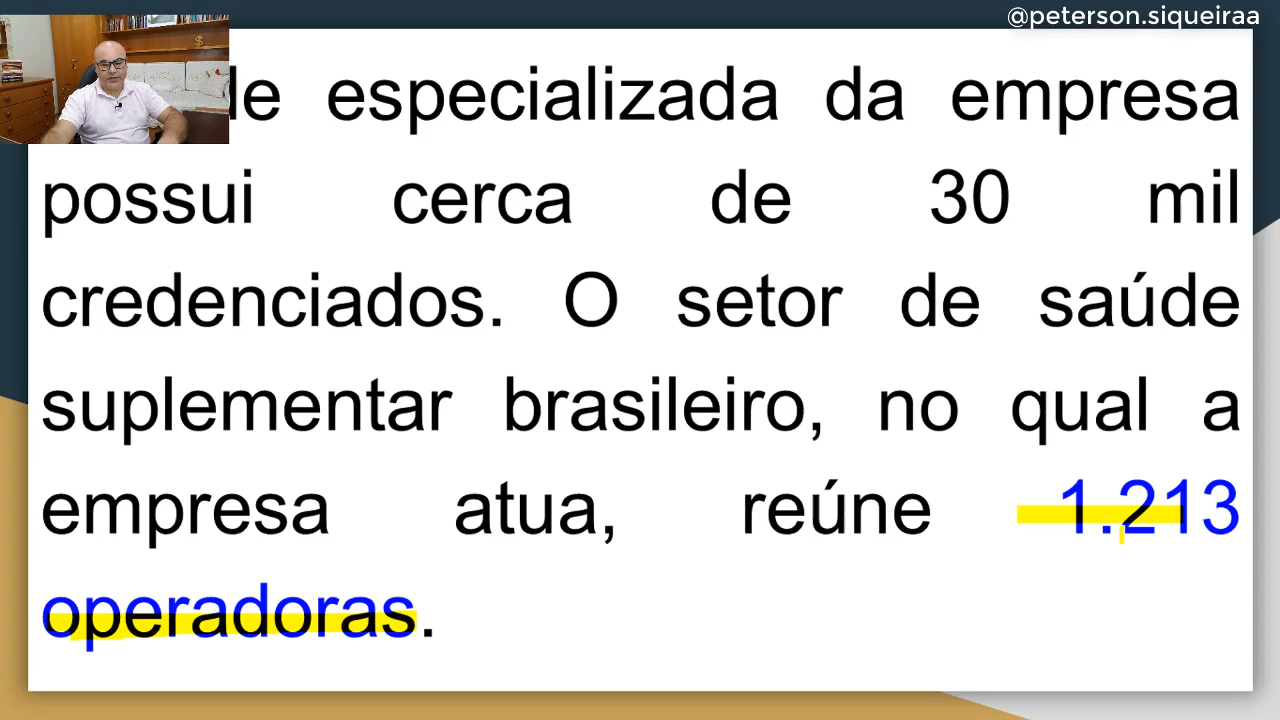 @peterson.siqueiraa
especializada da empresa
possui cerca de 30 mil
credenciados. O setor de saúde
suplementar brasileiro, no qual a
empresa atua, reúne 1.213
operadoras.